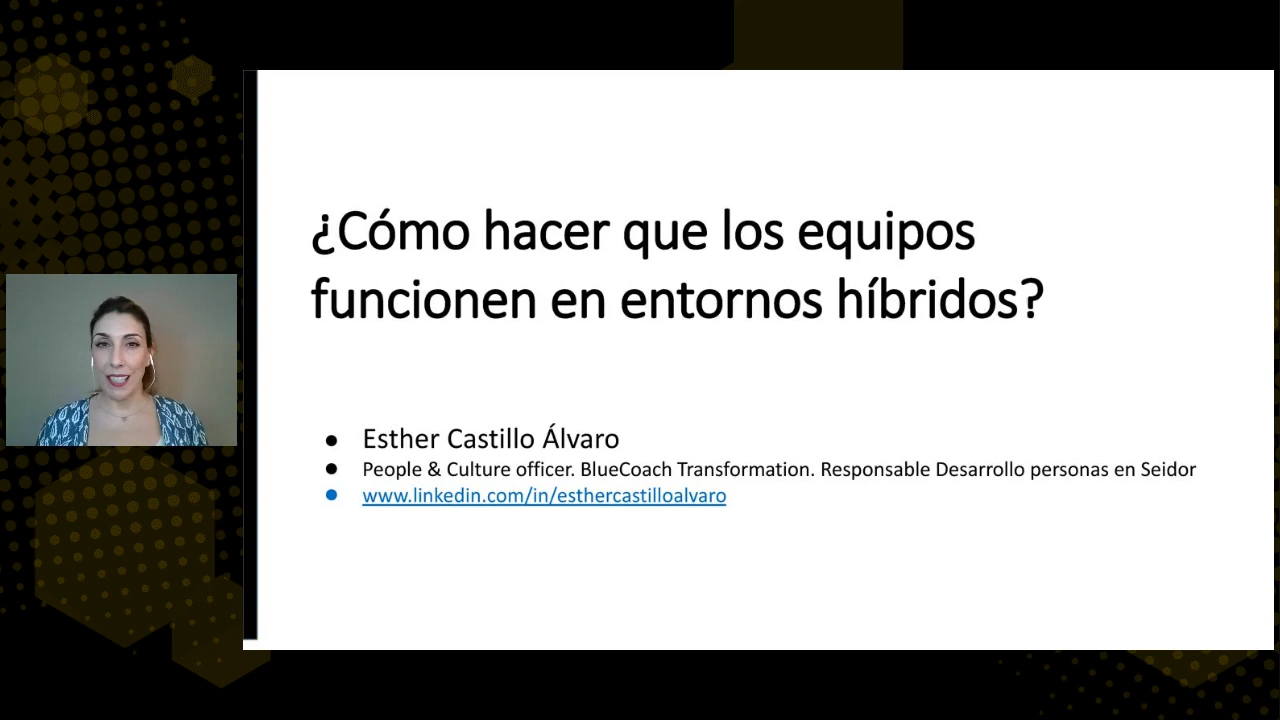 ¿Cómo hacer que los equipos
funcionen en entornos híbridos?
● Esther Castillo Álvaro
● People & Culture officer. BlueCoach Transformation. Responsable Desarrollo personas en Seidor
● www.linkedin.com/in/esthercastilloalvaro